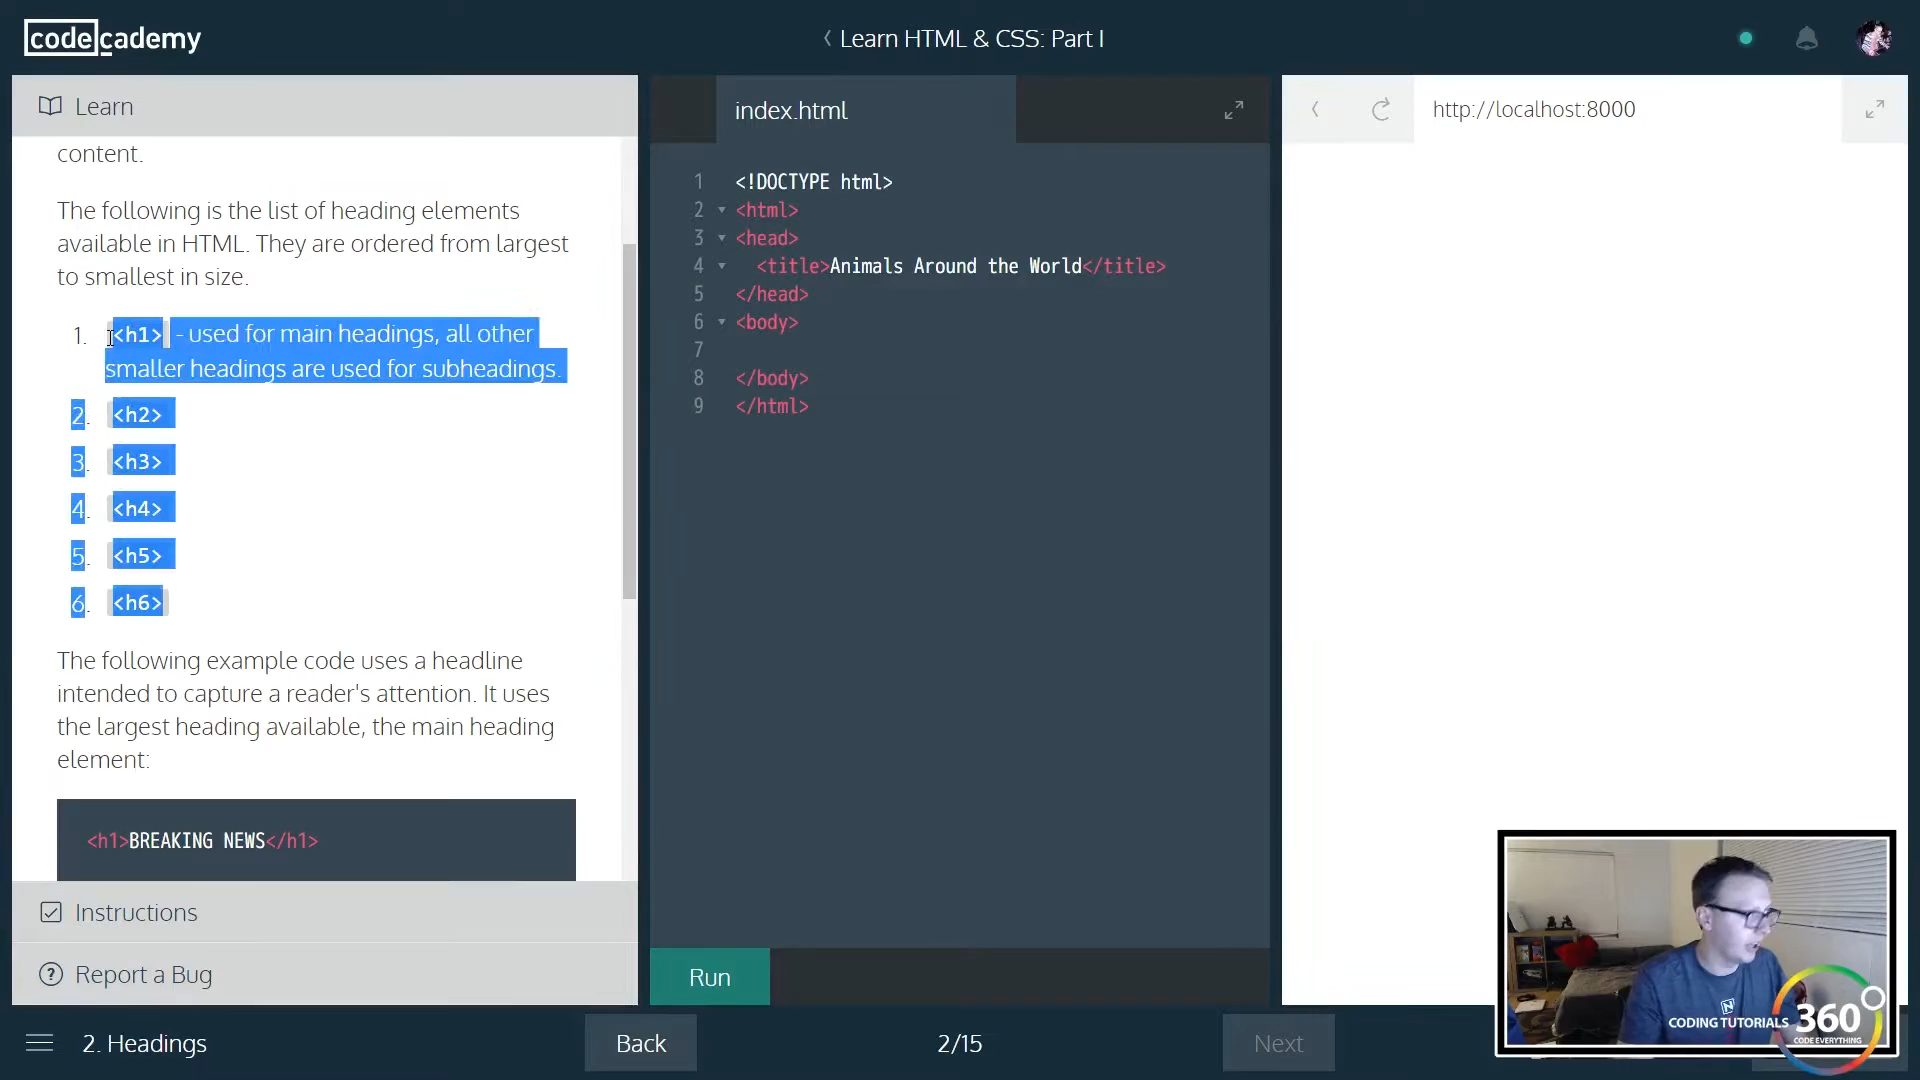 codecademy
Learn HTML & CSS: Part I
Learn
content.
The following is the list of heading elements
available in HTML. They are ordered from largest
to smallest in size.
1. <h1> - used for main headings, all other
smaller headings are used for subheadings.
2. <h2>
3. <h3>
4. <h4>
5. <h5>
6. <h6>
The following example code uses a headline
intended to capture a reader's attention. It uses
the largest heading available, the main heading
element:
<h1>BREAKING NEWS</h1>
Instructions
Report a Bug
index.html
1 <!DOCTYPE html>
2 <html>
3 <head>
4 <title>Animals Around the World</title>
5 </head>
6 <body>
7
8 </body>
9 </html>
Run
http://localhost:8000
2. Headings
Back
2/15
Next
CODING TUTORIALS 360°
CODE EVERYTHING